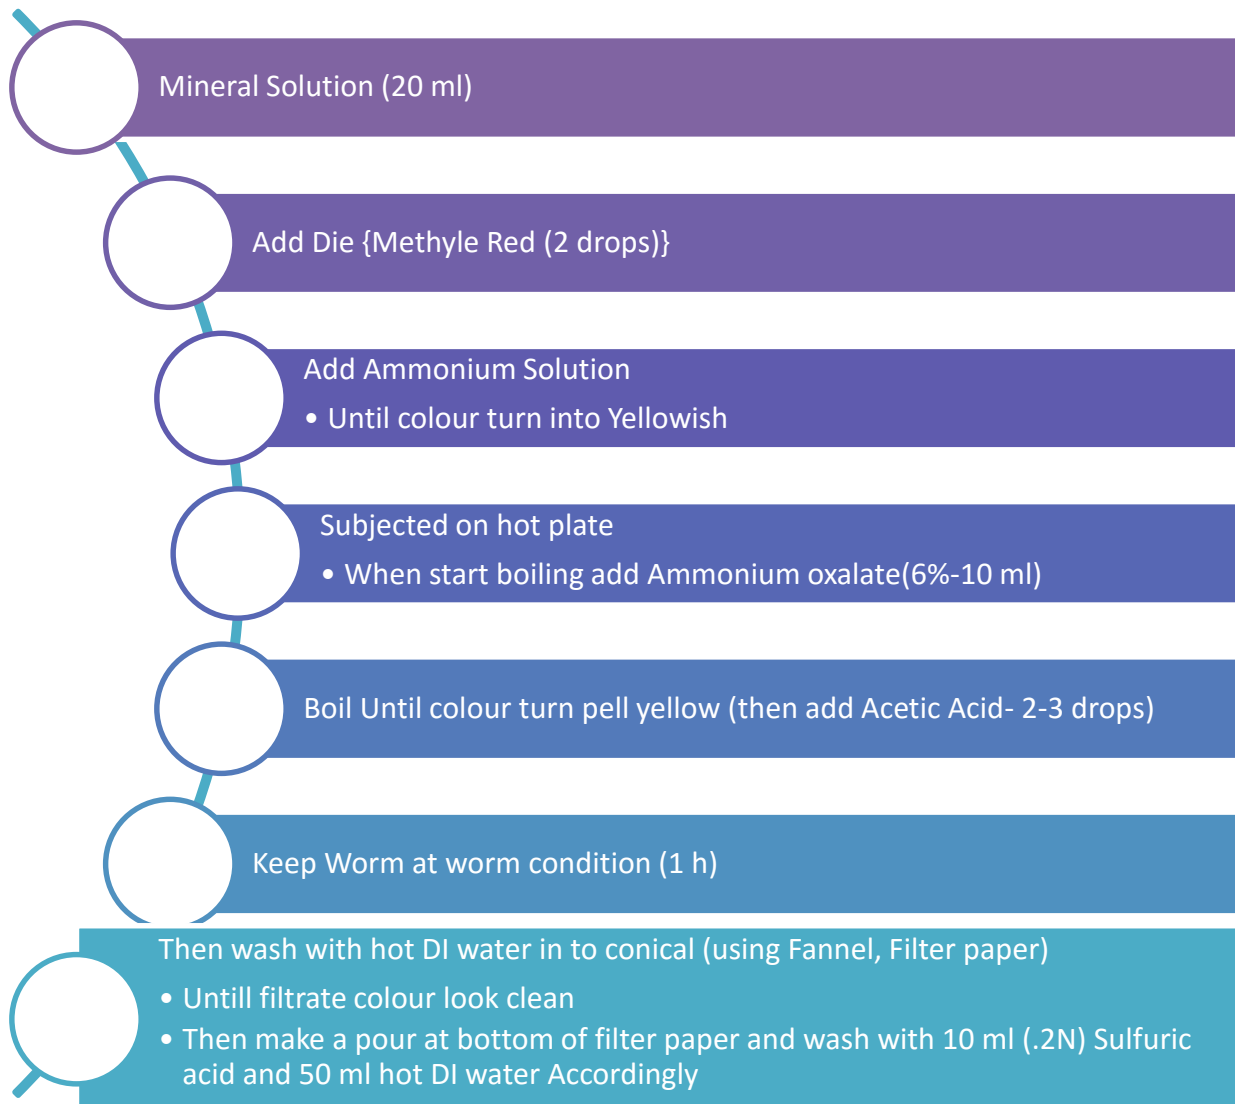 Mineral Solution (20 ml)
Add Die {Methyle Red (2 drops)}
Add Ammonium Solution
• Until colour turn into Yellowish
Subjected on hot plate
• When start boiling add Ammonium oxalate(6%-10 ml)
Boil Until colour turn pell yellow (then add Acetic Acid- 2-3 drops)
Keep Worm at worm condition (1 h)
Then wash with hot DI water in to conical (using Fannel, Filter paper)
• Untill filtrate colour look clean
• Then make a pour at bottom of filter paper and wash with 10 ml (.2N) Sulfuric
acid and 50 ml hot DI water Accordingly